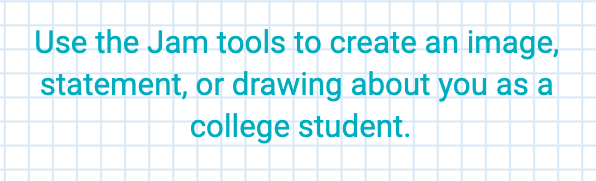 Use the Jam tools to create an image,
statement, or drawing about you as a
college student.